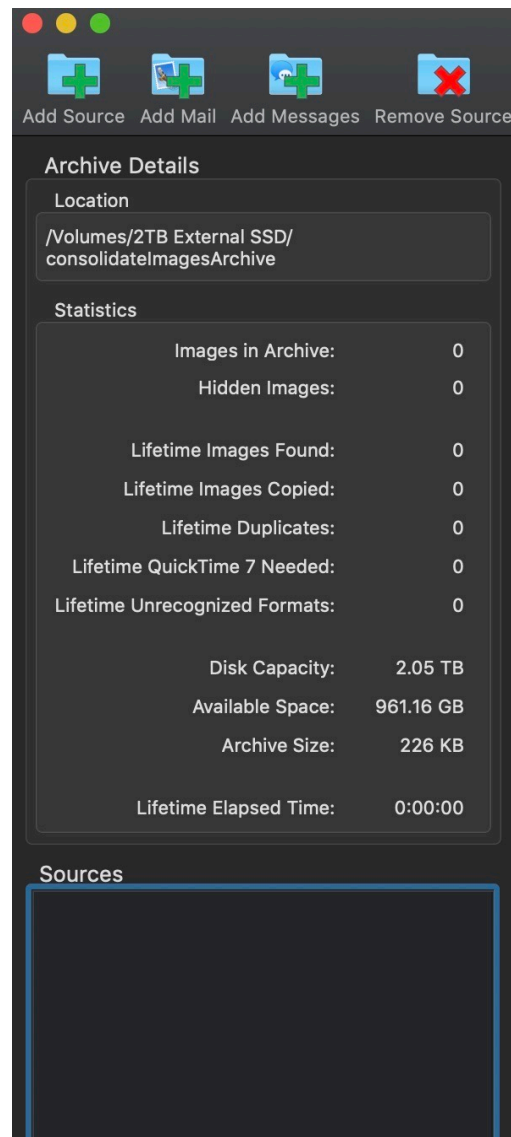 Add Source Add Mail Add Messages Remove Source
Archive Details
Location
/Volumes/2TB External SSD/
consolidateImagesArchive
Statistics
Images in Archive: 0
Hidden Images: 0
Lifetime Images Found: 0
Lifetime Images Copied: 0
Lifetime Duplicates: 0
Lifetime QuickTime 7 Needed: 0
Lifetime Unrecognized Formats: 0
Disk Capacity: 2.05 TB
Available Space: 961.16 GB
Archive Size: 226 KB
Lifetime Elapsed Time: 0:00:00
Sources